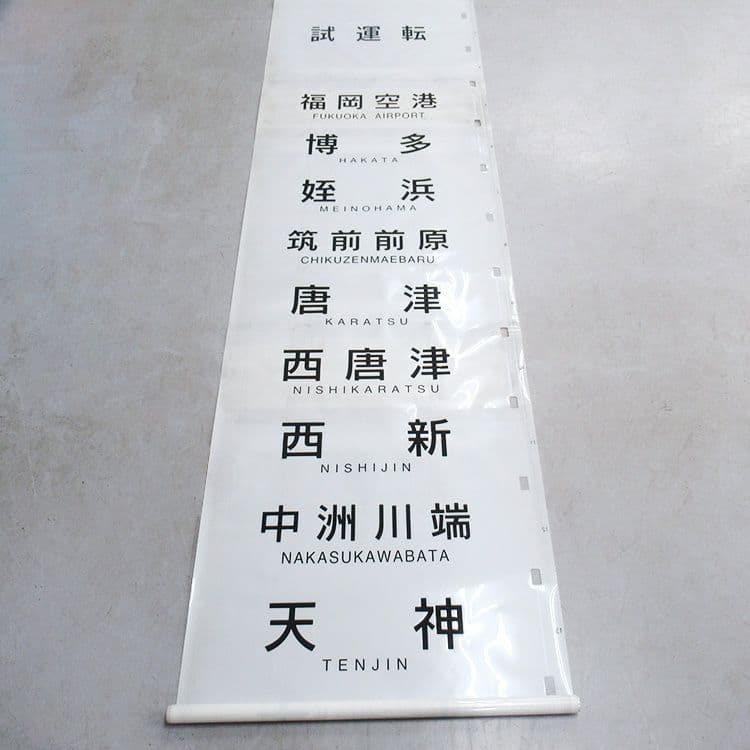 試運転
福岡空港
FUKUOKA AIRPORT
博多
HAKATA
姪浜
MEINOHAMA
筑前前原
CHIKUZENMAEBARU
唐津
KARATSU
西唐津
NISHIKARATSU
西新
NISHIJIN
中洲川端
NAKASUKAWABATA
天神
TENJIN